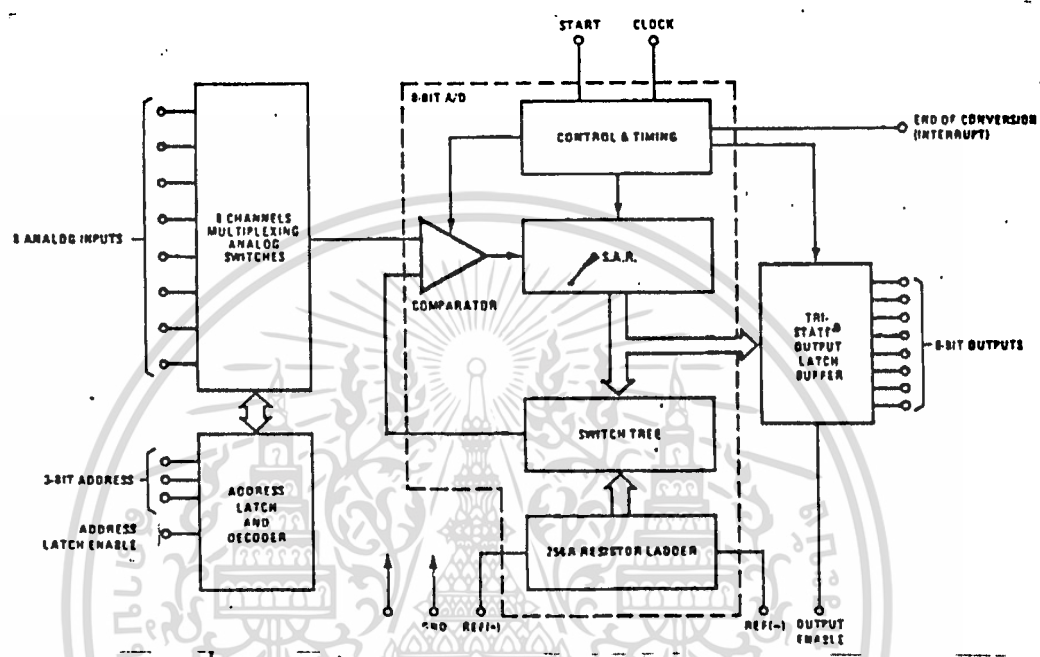 START CLOCK
8-BIT A/D
END OF CONVERSION
(INTERRUPT)
CONTROL & TIMING
8 ANALOG INPUTS
8 CHANNELS
MULTIPLEXING
ANALOG
SWITCHES
S.A.R.
COMPARATOR
TRI-
STATE®
OUTPUT
LATCH
BUFFER
8-BIT OUTPUTS
SWITCH TREE
3-BIT ADDRESS
ADDRESS
LATCH ENABLE
ADDRESS
LATCH
AND
DECODER
256R RESISTOR LADDER
GND REF(+) REF(-) OUTPUT
ENABLE